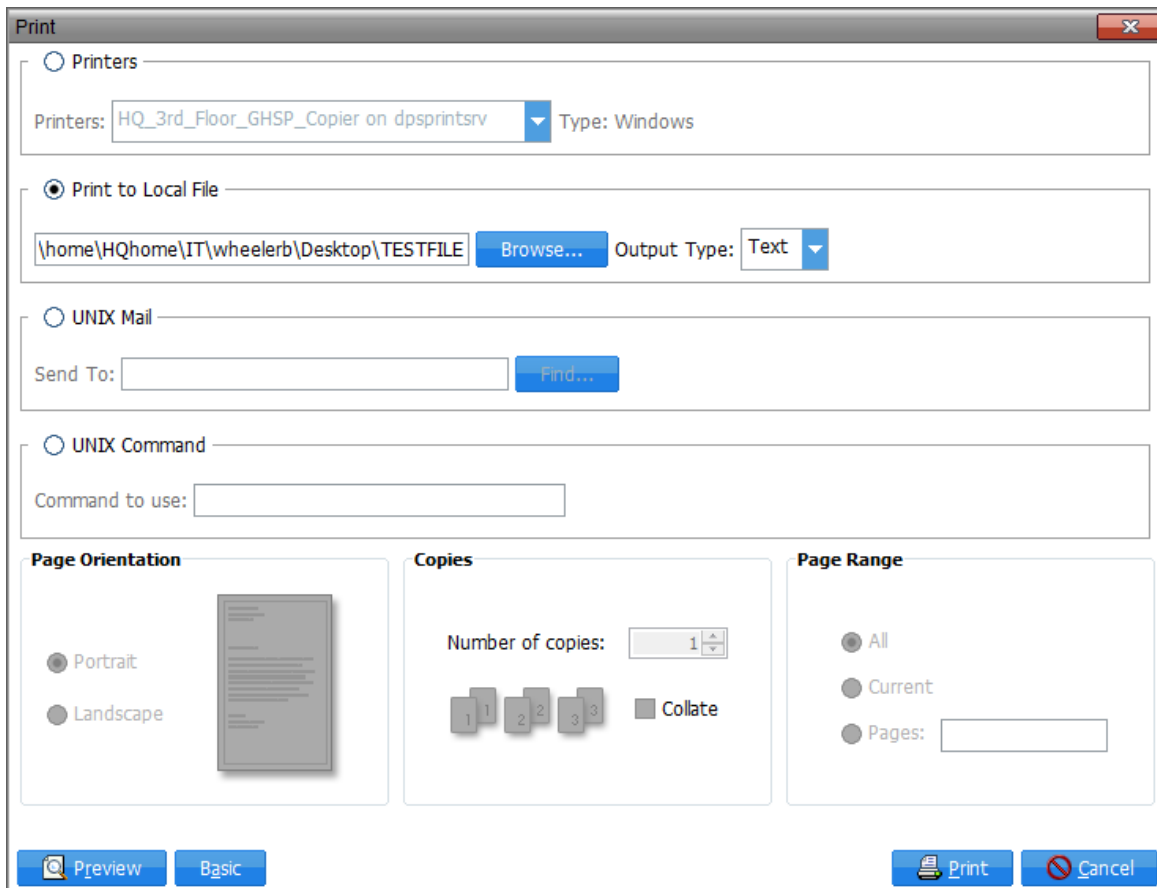 Print
Printers
Printers: HQ_3rd_Floor_GHSP_Copier on dpsprintsrv Type: Windows
Print to Local File
\home\HQhome\IT\wheelerb\Desktop\TESTFILE Browse... Output Type: Text
UNIX Mail
Send To: Find...
UNIX Command
Command to use:
Page Orientation Copies Page Range
Number of copies: 1 All
Portrait
Current
Landscape 1 1 2 2 3 3 Collate
Pages:
Preview Basic Print Cancel